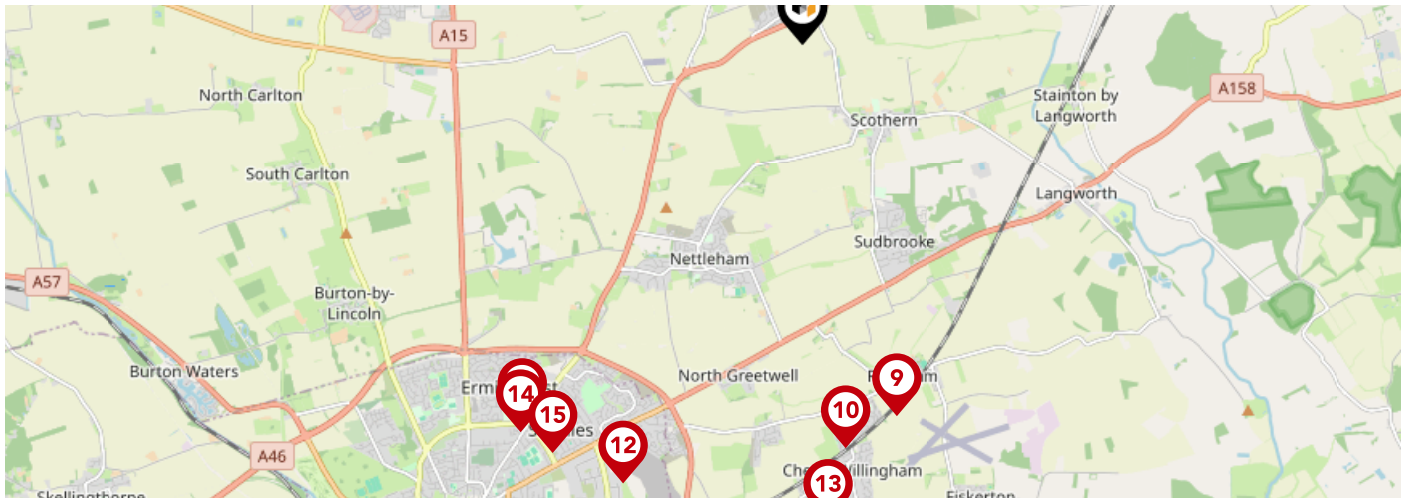 A15
North Carlton
A158
Stainton by
Langworth
Scothern
South Carlton
Langworth
Sudbrooke
Nettleham
A57
Burton-by-
Lincoln
Burton Waters
North Greetwell
9
14
10
15
12
A46
13
Skellingthorpe
Fiskerton